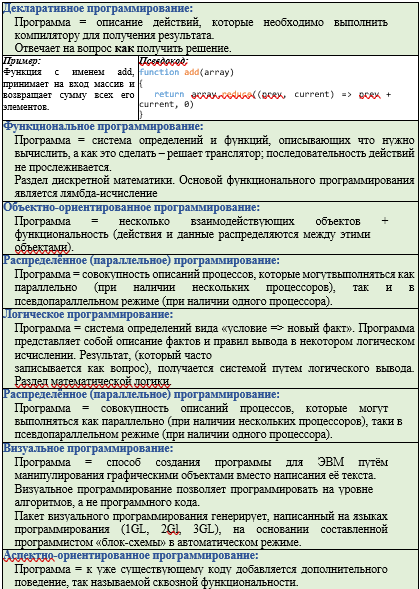 Декларативное программирование:
Программа = описание действий, которые необходимо выполнить
компилятору для получения результата.
Отвечает на вопрос как получить решение.
Пример:
Функция с именем add,
принимает на вход массив и
возвращает сумму всех его
элементов.
Псевдокод:
function add(array)
{
return array.reduce((prev, current) => prev +
current, 0)
}
Функциональное программирование:
Программа = система определений и функций, описывающих что нужно
вычислить, а как это сделать – решает транслятор; последовательность действий
не прослеживается.
Раздел дискретной математики. Основой функционального программирования
является лямбда-исчисление
Объектно-ориентированное программирование:
Программа = несколько взаимодействующих объектов +
функциональность (действия и данные распределяются между этими
объектами).
Распределённое (параллельное) программирование:
Программа = совокупность описаний процессов, которые могутвыполняться как
параллельно (при наличии нескольких процессоров), так и в
псевдопараллельном режиме (при наличии одного процессора).
Логическое программирование:
Программа = система определений вида «условие => новый факт». Программа
представляет собой описание фактов и правил вывода в некотором логическом
исчислении. Результат, (который часто
записывается как вопрос), получается системой путем логического вывода.
Раздел математической логики
Распределённое (параллельное) программирование:
Программа = совокупность описаний процессов, которые могут
выполняться как параллельно (при наличии нескольких процессоров), таки в
псевдопараллельном режиме (при наличии одного процессора).
Визуальное программирование:
Программа = способ создания программы для ЭВМ путём
манипулирования графическими объектами вместо написания её текста.
Визуальное программирование позволяет программировать на уровне
алгоритмов, а не программного кода.
Пакет визуального программирования генерирует, написанный на языках
программирования (1GL, 2GL, 3GL), на основании составленной
программистом «блок-схемы» в автоматическом режиме.
Аспектно-ориентированное программирование:
Программа = к уже существующему коду добавляется дополнительного
поведение, так называемой сквозной функциональности.